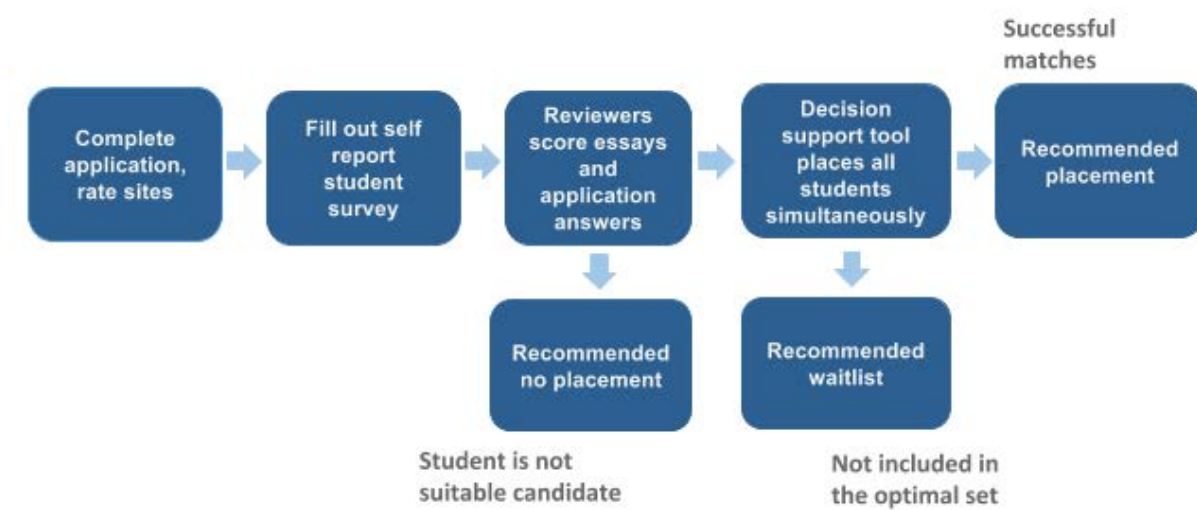 Successful
matches
Complete
application,
rate sites
Fill out self
report
student
survey
Reviewers
score essays
and
application
answers
Decision
support tool
places all
students
simultaneously
Recommended
placement
Recommended
no placement
Recommended
waitlist
Student is not
suitable candidate
Not included in
the optimal set